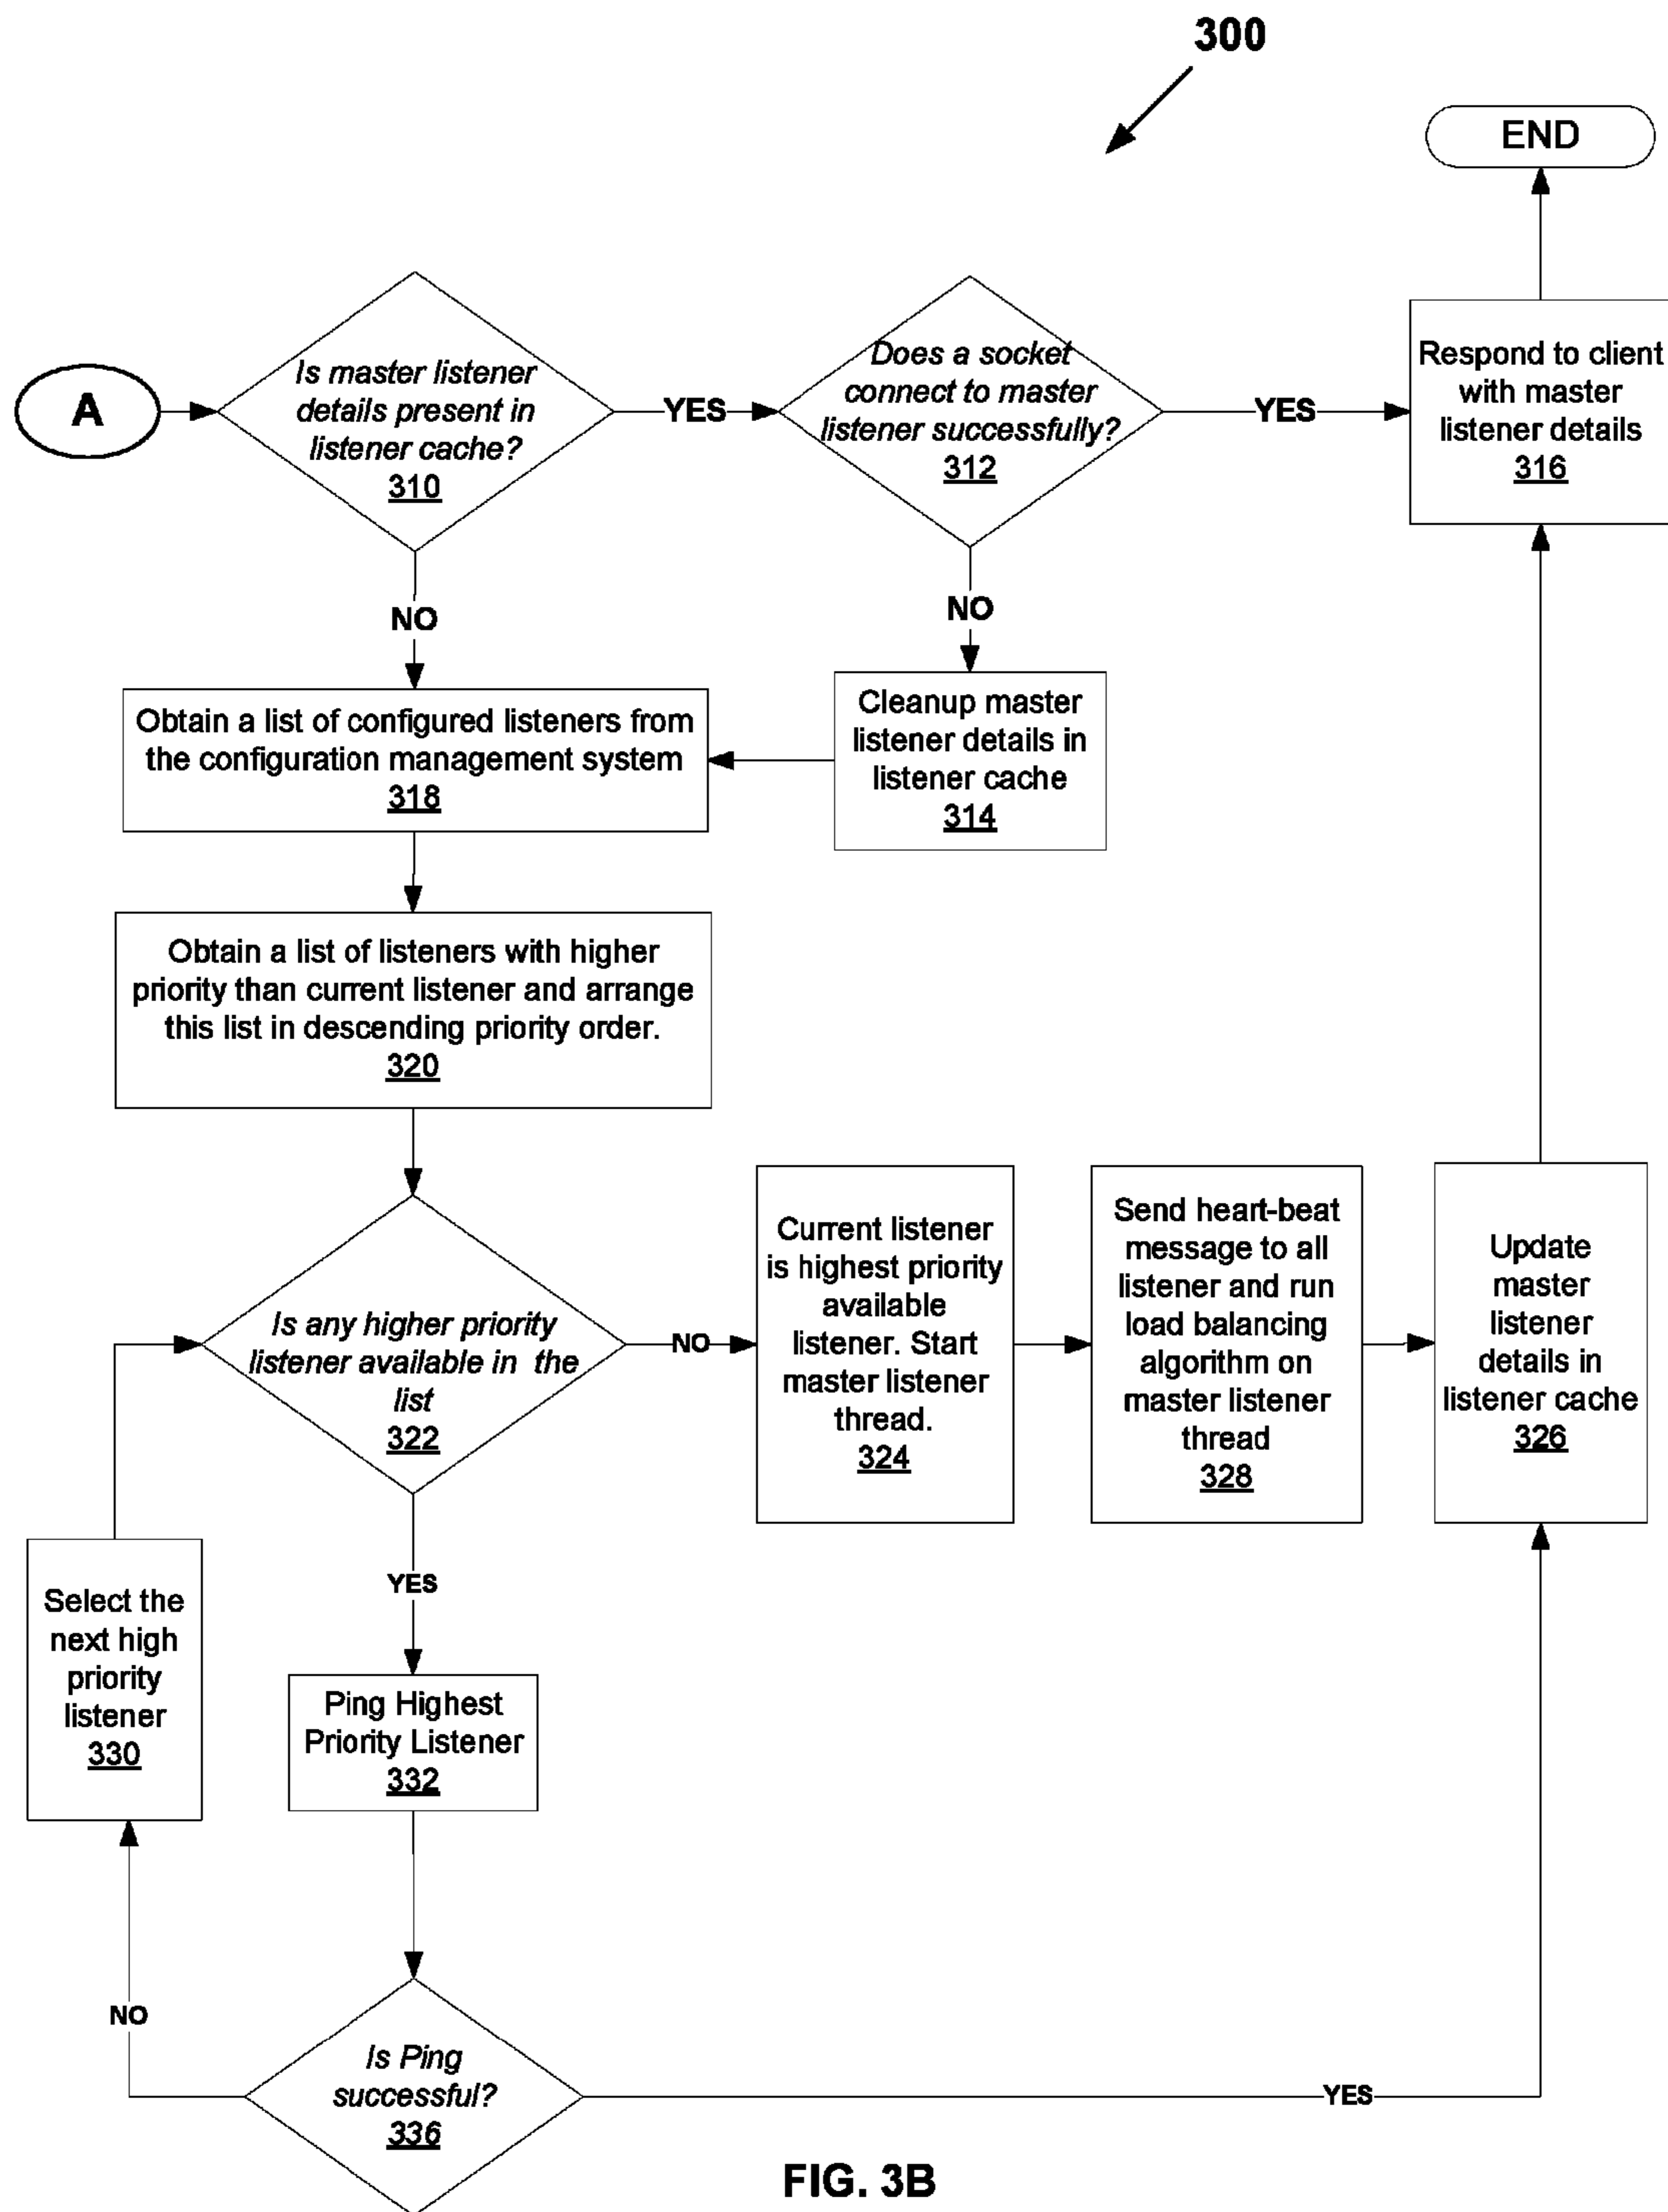 300
END
A
Is master listener
details present in
listener cache?
310
YES
Does a socket
connect to master
listener successfully?
312
YES
Respond to client
with master
listener details
316
NO
NO
Obtain a list of configured listeners from
the configuration management system
318
Cleanup master
listener details in
listener cache
314
Obtain a list of listeners with higher
priority than current listener and arrange
this list in descending priority order.
320
Is any higher priority
listener available in the
list
322
NO
Current listener
is highest priority
available
listener. Start
master listener
thread.
324
Send heart-beat
message to all
listener and run
load balancing
algorithm on
master listener
thread
328
Update
master
listener
details in
listener cache
326
YES
Select the
next high
priority
listener
330
Ping Highest
Priority Listener
332
NO
Is Ping
successful?
336
YES
FIG. 3B